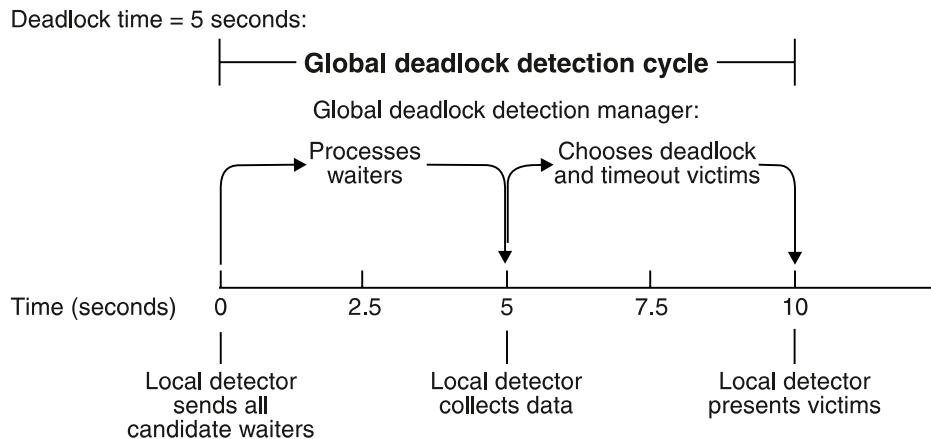 Deadlock time = 5 seconds:
Global deadlock detection cycle
Global deadlock detection manager:
Processes
waiters
Chooses deadlock
and timeout victims
Time (seconds) 0 2.5 5 7.5 10
Local detector
sends all
candidate waiters
Local detector
collects data
Local detector
presents victims